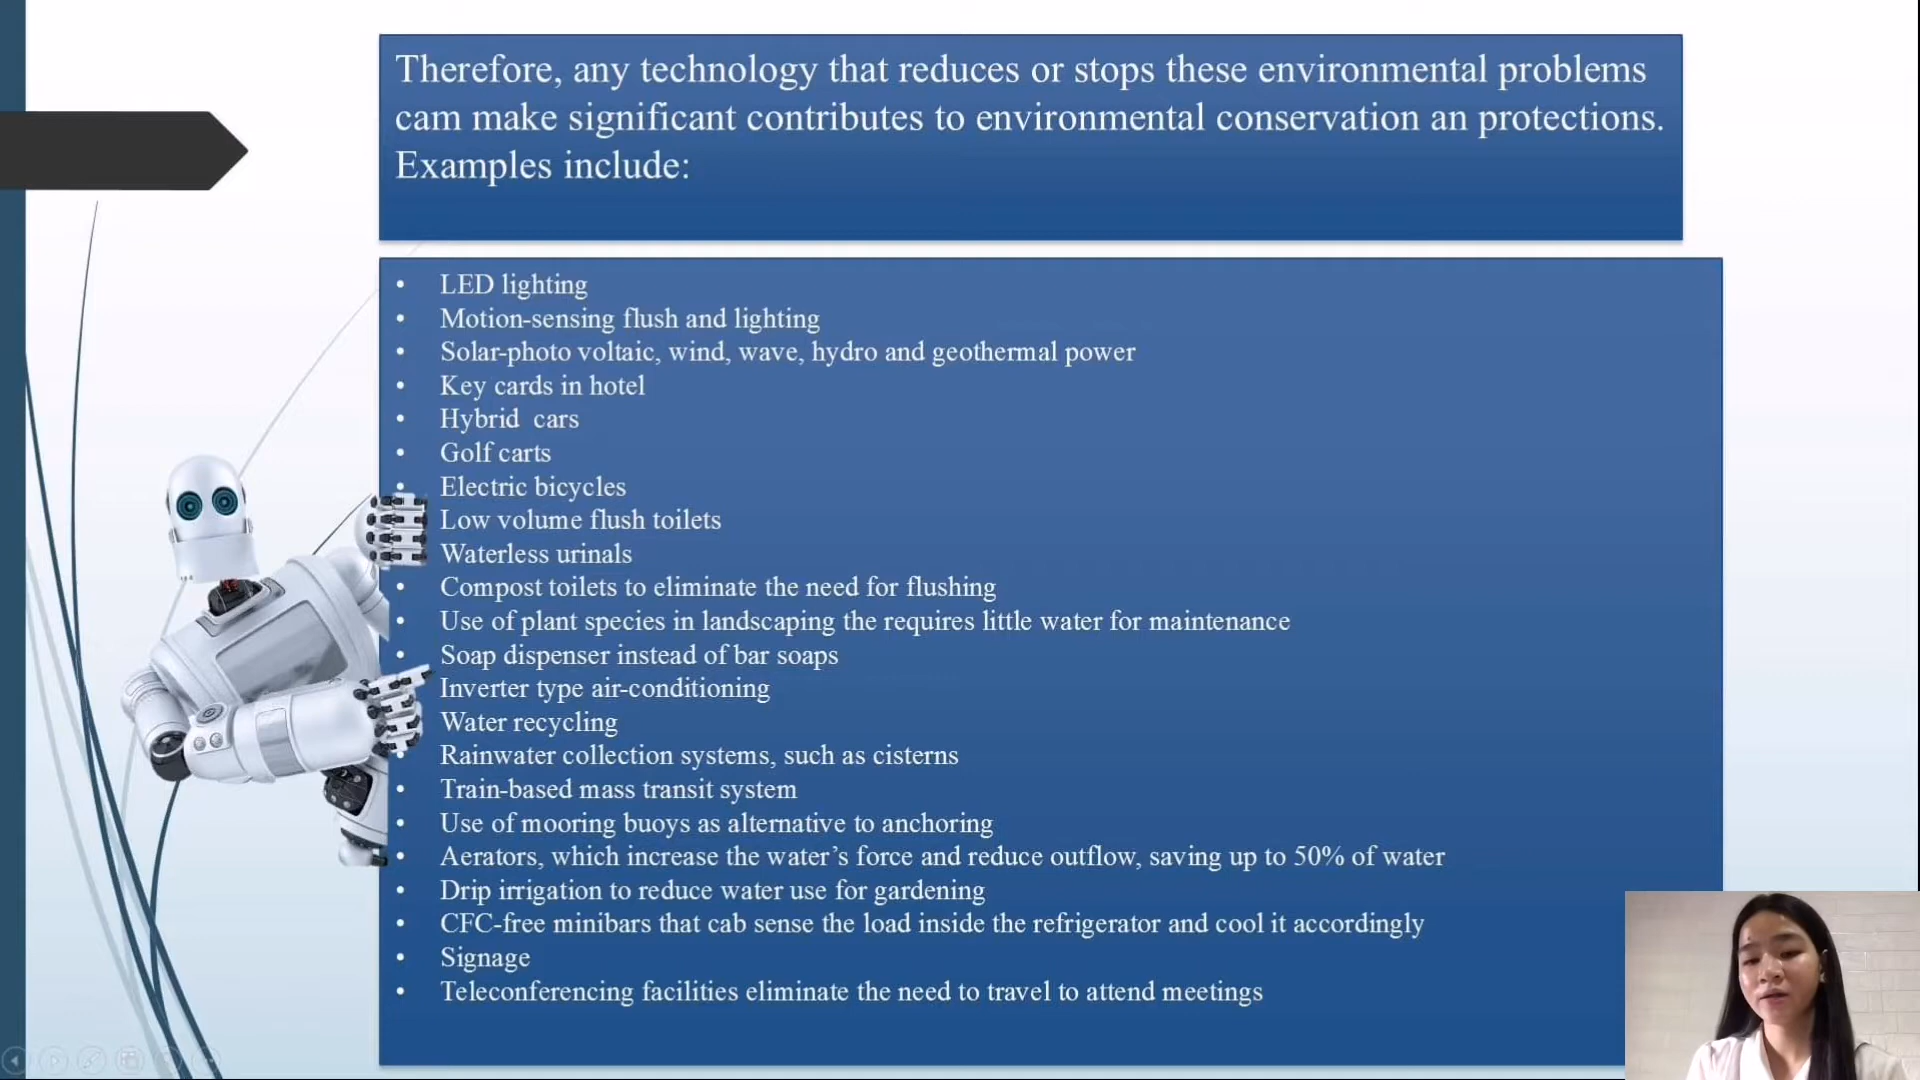 Therefore, any technology that reduces or stops these environmental problems
cam make significant contributes to environmental conservation an protections.
Examples include:
• LED lighting
• Motion-sensing flush and lighting
• Solar-photo voltaic, wind, wave, hydro and geothermal power
• Key cards in hotel
• Hybrid  cars
• Golf carts
• Electric bicycles
Low volume flush toilets
Waterless urinals
• Compost toilets to eliminate the need for flushing
• Use of plant species in landscaping the requires little water for maintenance
• Soap dispenser instead of bar soaps
Inverter type air-conditioning
Water recycling
• Rainwater collection systems, such as cisterns
• Train-based mass transit system
• Use of mooring buoys as alternative to anchoring
• Aerators, which increase the water’s force and reduce outflow, saving up to 50% of water
• Drip irrigation to reduce water use for gardening
• CFC-free minibars that cab sense the load inside the refrigerator and cool it accordingly
• Signage
• Teleconferencing facilities eliminate the need to travel to attend meetings